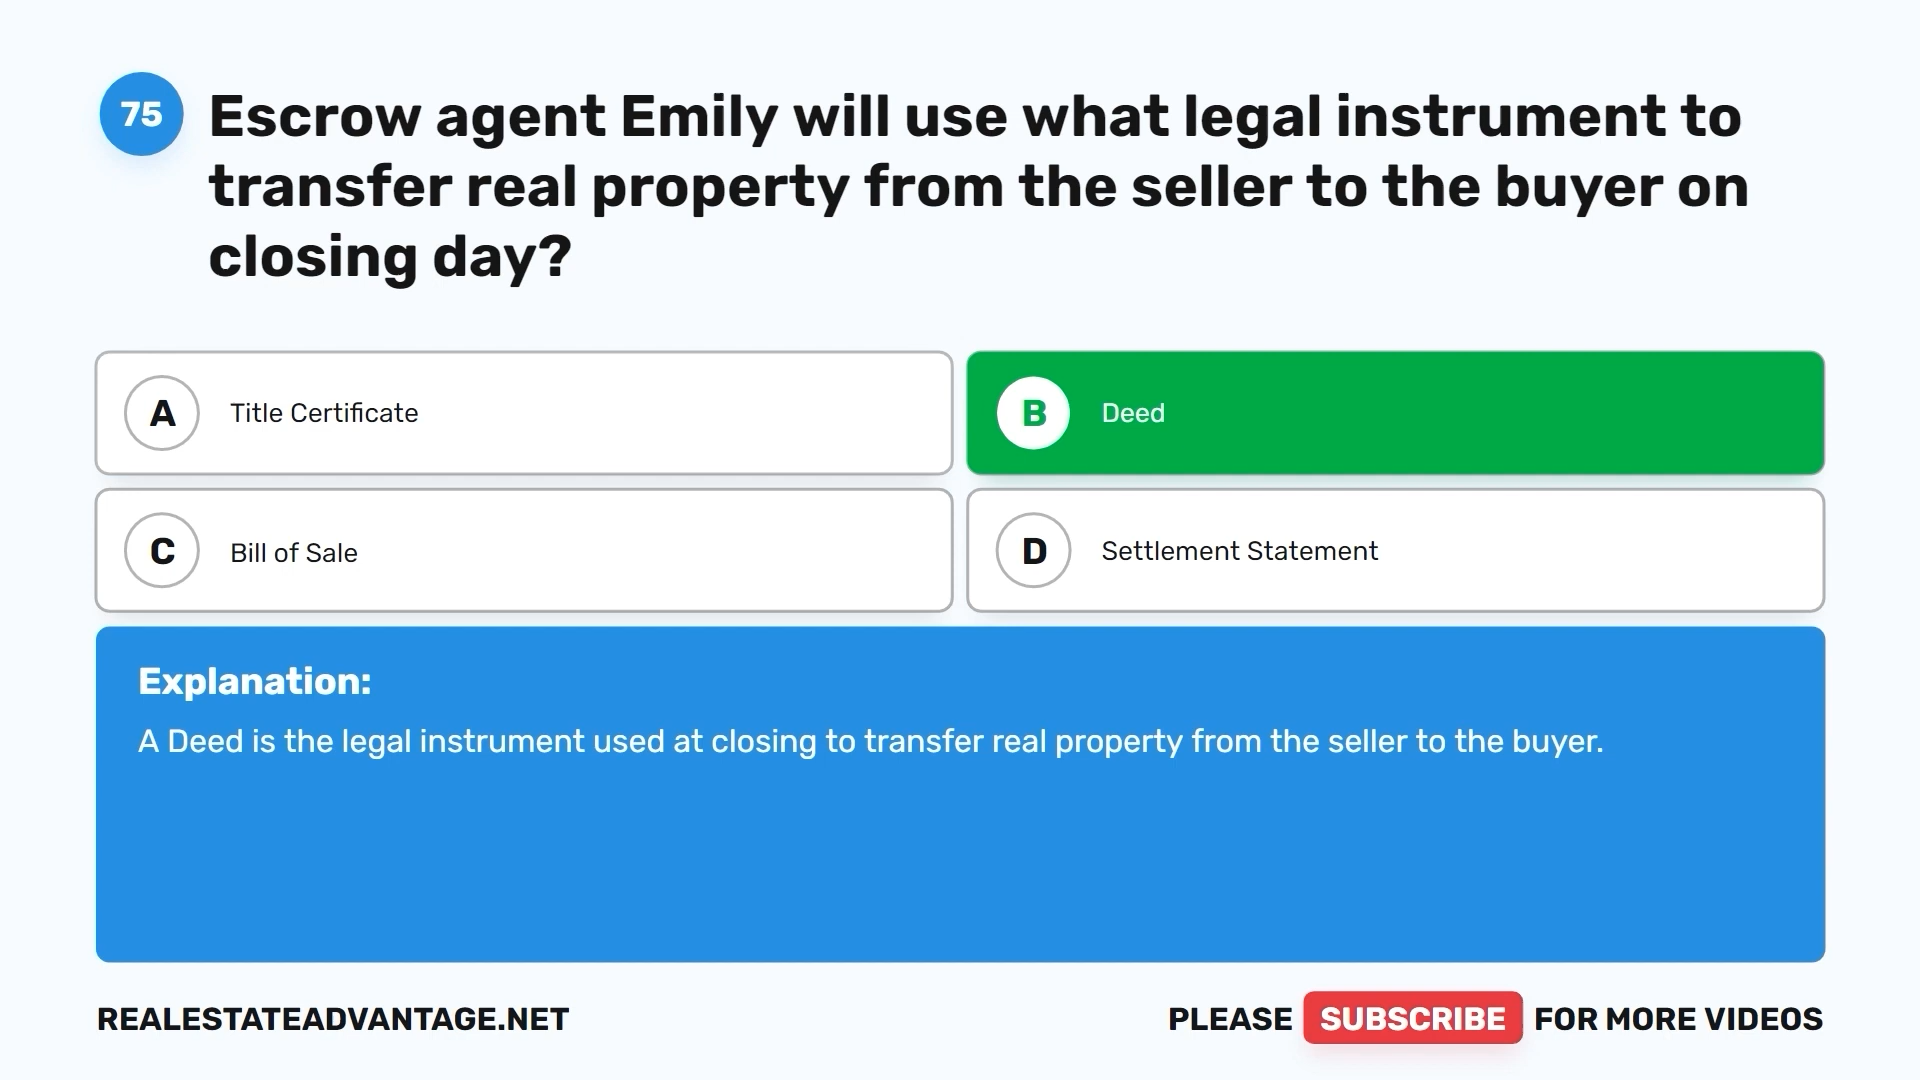 75
Escrow agent Emily will use what legal instrument to
transfer real property from the seller to the buyer on
closing day?
A Title Certificate
B Deed
C Bill of Sale
D Settlement Statement
Explanation:
A Deed is the legal instrument used at closing to transfer real property from the seller to the buyer.
REALESTATEADVANTAGE.NET
PLEASE SUBSCRIBE FOR MORE VIDEOS